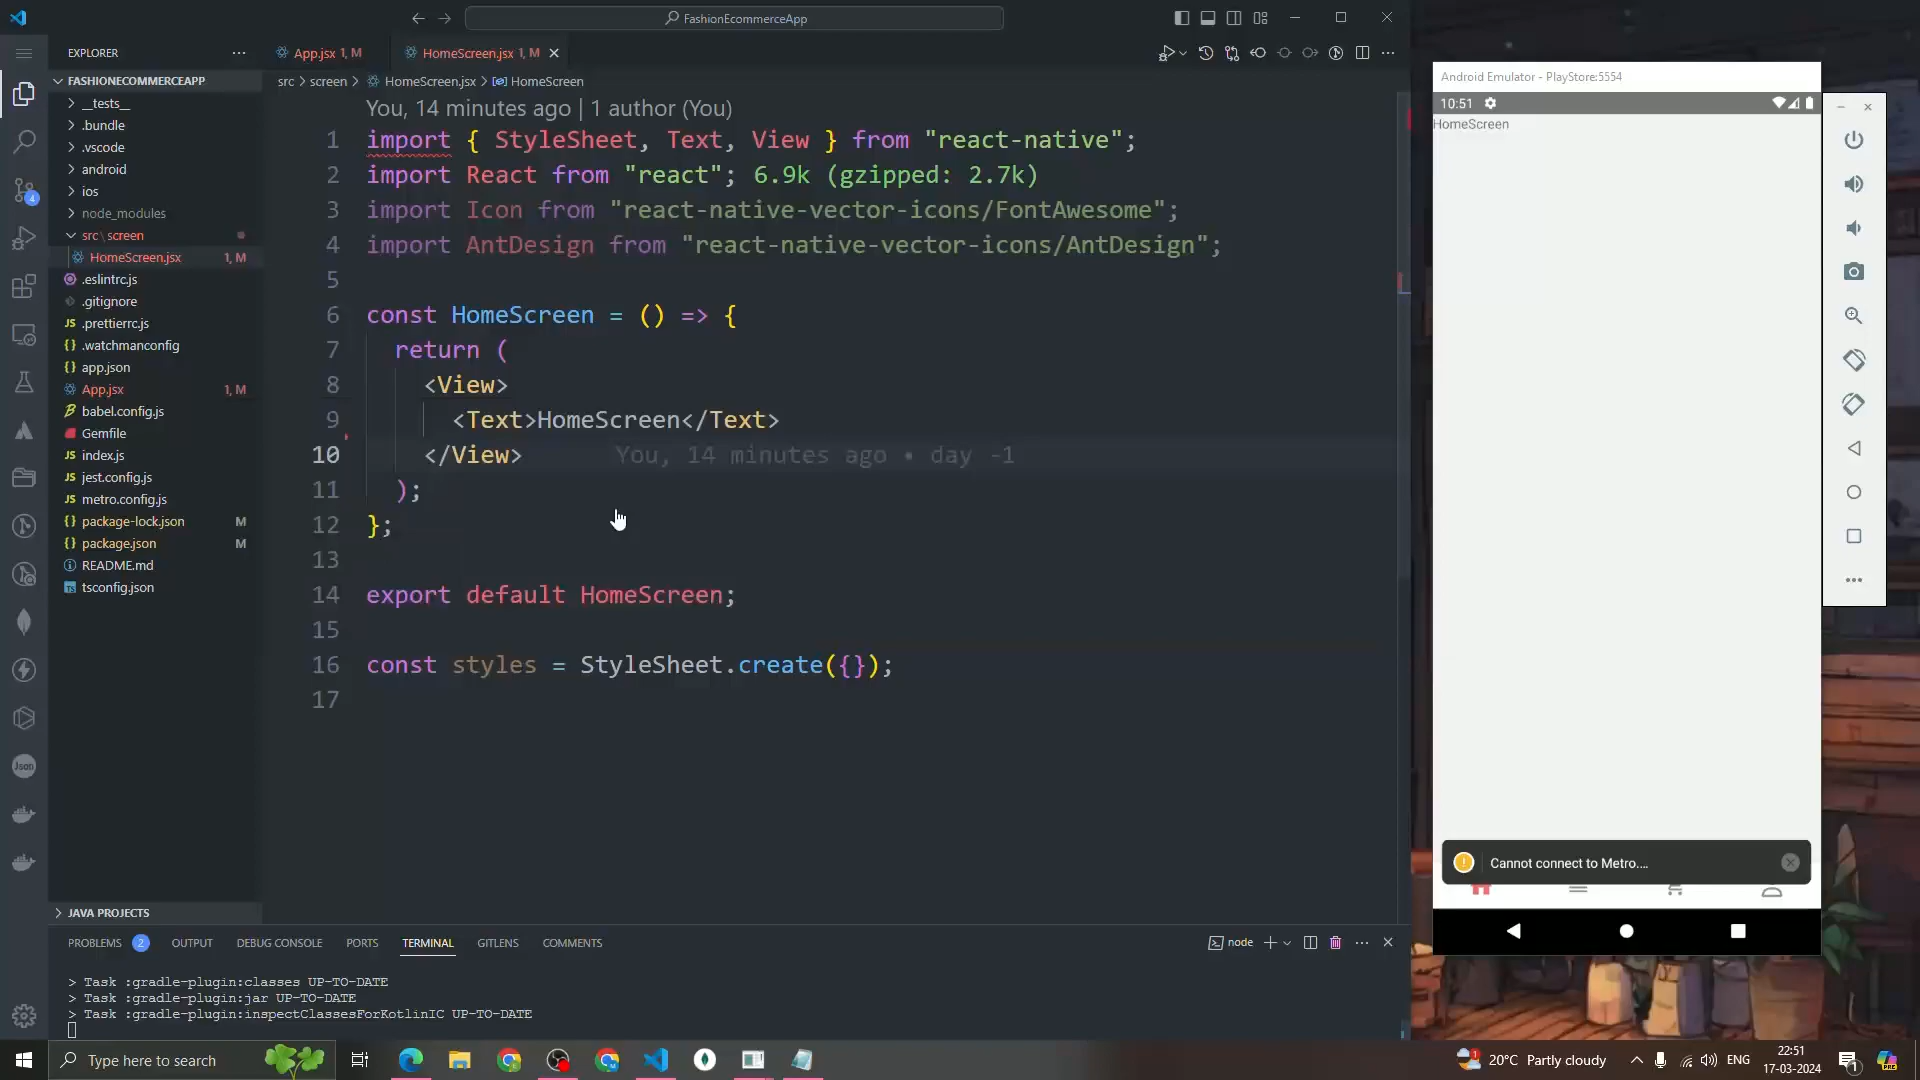 FashionEcommerceApp
EXPLORER
App.jsx 1, M
HomeScreen.jsx 1, M
FASHIONECOMMERCEAPP
src > screen > HomeScreen.jsx > HomeScreen
__tests__
.bundle
.vscode
android
ios
node_modules
src\screen
HomeScreen.jsx 1, M
.eslintrc.js
.gitignore
JS .prettierrc.js
{} .watchmanconfig
{} app.json
App.jsx 1, M
babel.config.js
Gemfile
JS index.js
JS jest.config.js
JS metro.config.js
{} package-lock.json M
{} package.json M
README.md
TS tsconfig.json
JAVA PROJECTS
4
Json
You, 14 minutes ago | 1 author (You)
1 import { StyleSheet, Text, View } from "react-native";
2 import React from "react"; 6.9k (gzipped: 2.7k)
3 import Icon from "react-native-vector-icons/FontAwesome";
4 import AntDesign from "react-native-vector-icons/AntDesign";
5
6 const HomeScreen = () => {
7 return (
8 <View>
9 <Text>HomeScreen</Text>
10 </View> You, 14 minutes ago • day -1
11 );
12 };
13
14 export default HomeScreen;
15
16 const styles = StyleSheet.create({});
17
PROBLEMS 2 OUTPUT DEBUG CONSOLE PORTS TERMINAL GITLENS COMMENTS
node
> Task :gradle-plugin:classes UP-TO-DATE
> Task :gradle-plugin:jar UP-TO-DATE
> Task :gradle-plugin:inspectClassesForKotlinIC UP-TO-DATE
Android Emulator - PlayStore:5554
10:51
HomeScreen
Cannot connect to Metro....
Type here to search
1
20°C Partly cloudy
ENG
22:51
17-03-2024
1
PRE